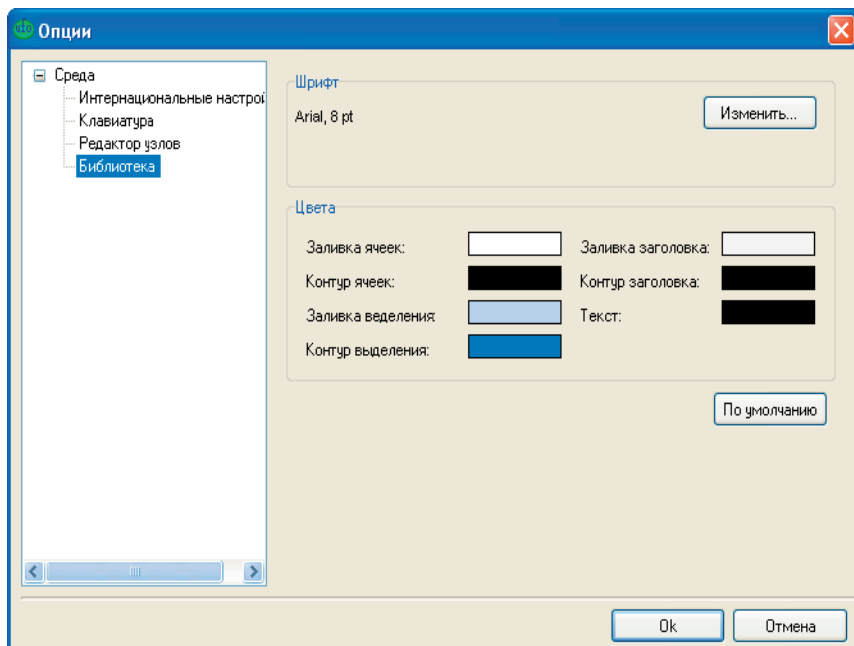 Опции
Среда
Интернациональные настрой
Клавиатура
Редактор узлов
Библиотека
Шрифт
Arial, 8 pt
Изменить...
Цвета
Заливка ячеек:
Заливка заголовка:
Контур ячеек:
Контур заголовка:
Заливка веделения:
Текст:
Контур выделения:
По умолчанию
Ok
Отмена